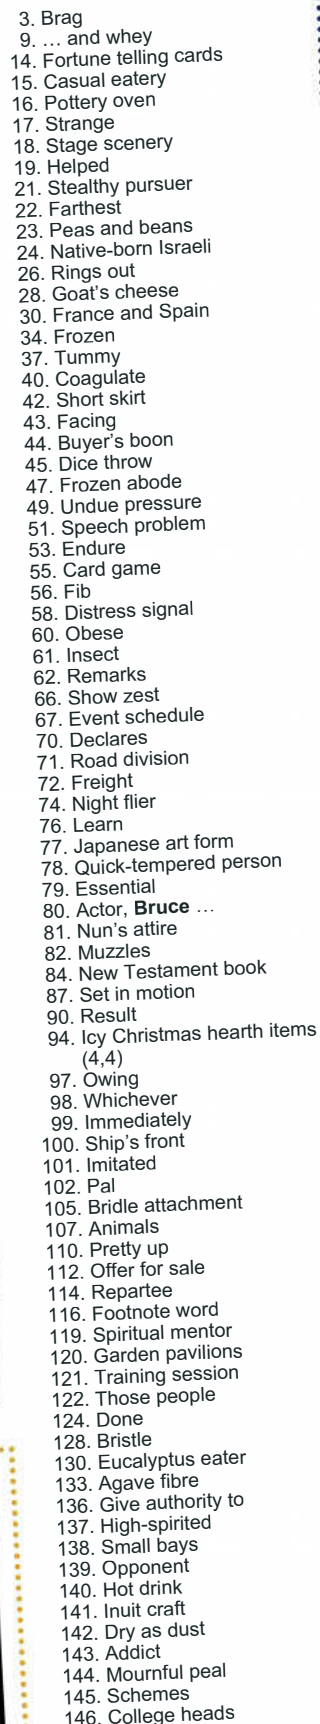 3. Brag
9. … and whey
14. Fortune telling cards
15. Casual eatery
16. Pottery oven
17. Strange
18. Stage scenery
19. Helped
21. Stealthy pursuer
22. Farthest
23. Peas and beans
24. Native-born Israeli
26. Rings out
28. Goat's cheese
30. France and Spain
34. Frozen
37. Tummy
40. Coagulate
42. Short skirt
43. Facing
44. Buyer's boon
45. Dice throw
47. Frozen abode
49. Undue pressure
51. Speech problem
53. Endure
55. Card game
56. Fib
58. Distress signal
60. Obese
61. Insect
62. Remarks
66. Show zest
67. Event schedule
70. Declares
71. Road division
72. Freight
74. Night flier
76. Learn
77. Japanese art form
78. Quick-tempered person
79. Essential
80. Actor, Bruce …
81. Nun's attire
82. Muzzles
84. New Testament book
87. Set in motion
90. Result
94. Icy Christmas hearth items
(4,4)
97. Owing
98. Whichever
99. Immediately
100. Ship's front
101. Imitated
102. Pal
105. Bridle attachment
107. Animals
110. Pretty up
112. Offer for sale
114. Repartee
116. Footnote word
119. Spiritual mentor
120. Garden pavilions
121. Training session
122. Those people
124. Done
128. Bristle
130. Eucalyptus eater
133. Agave fibre
136. Give authority to
137. High-spirited
138. Small bays
139. Opponent
140. Hot drink
141. Inuit craft
142. Dry as dust
143. Addict
144. Mournful peal
145. Schemes
146. College heads